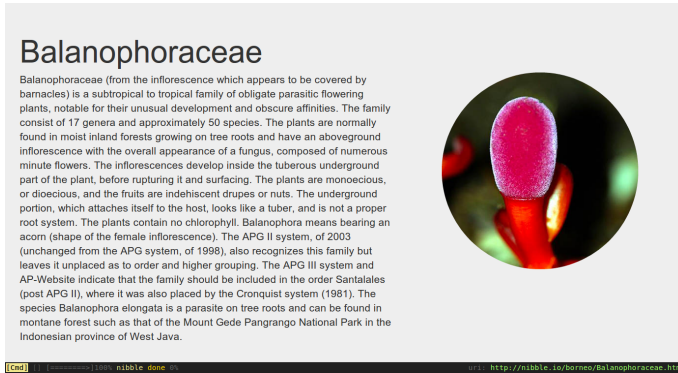 Balanophoraceae
Balanophoraceae (from the inflorescence which appears to be covered by
barnacles) is a subtropical to tropical family of obligate parasitic flowering
plants, notable for their unusual development and obscure affinities. The family
consist of 17 genera and approximately 50 species. The plants are normally
found in moist inland forests growing on tree roots and have an aboveground
inflorescence with the overall appearance of a fungus, composed of numerous
minute flowers. The inflorescences develop inside the tuberous underground
part of the plant, before rupturing it and surfacing. The plants are monoecious,
or dioecious, and the fruits are indehiscent drupes or nuts. The underground
portion, which attaches itself to the host, looks like a tuber, and is not a proper
root system. The plants contain no chlorophyll. Balanophora means bearing an
acorn (shape of the female inflorescence). The APG II system, of 2003
(unchanged from the APG system, of 1998), also recognizes this family but
leaves it unplaced as to order and higher grouping. The APG III system and
AP-Website indicate that the family should be included in the order Santalales
(post APG II), where it was also placed by the Cronquist system (1981). The
species Balanophora elongata is a parasite on tree roots and can be found in
montane forest such as that of the Mount Gede Pangrango National Park in the
Indonesian province of West Java.
[Cmd] || [=========>]100% nibble done 0% uri: http://nibble.io/borneo/Balanophoraceae.htm